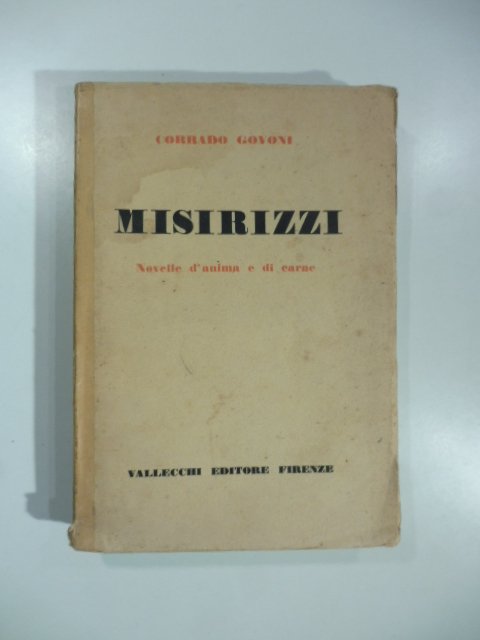 CORRADO GOVONI
MISIRIZZI
Novelle d'anima e di carne
VALLECCHI EDITORE FIRENZE